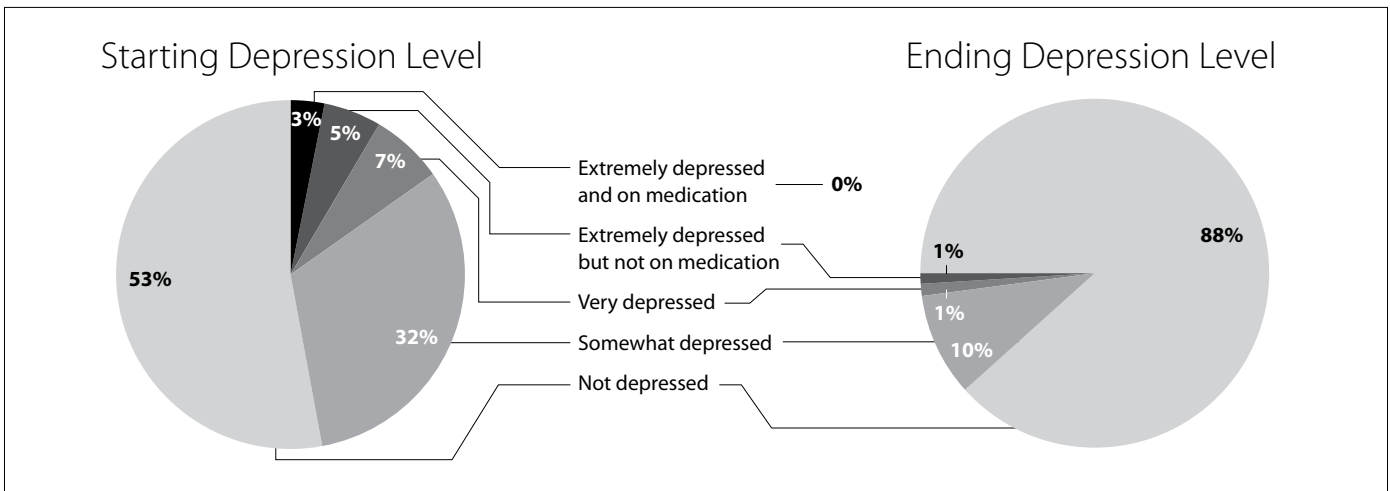 Starting Depression Level
Ending Depression Level
3%
5%
7%
32%
53%
Extremely depressed
and on medication
0%
Extremely depressed
but not on medication
Very depressed
Somewhat depressed
Not depressed
88%
1%
1%
10%